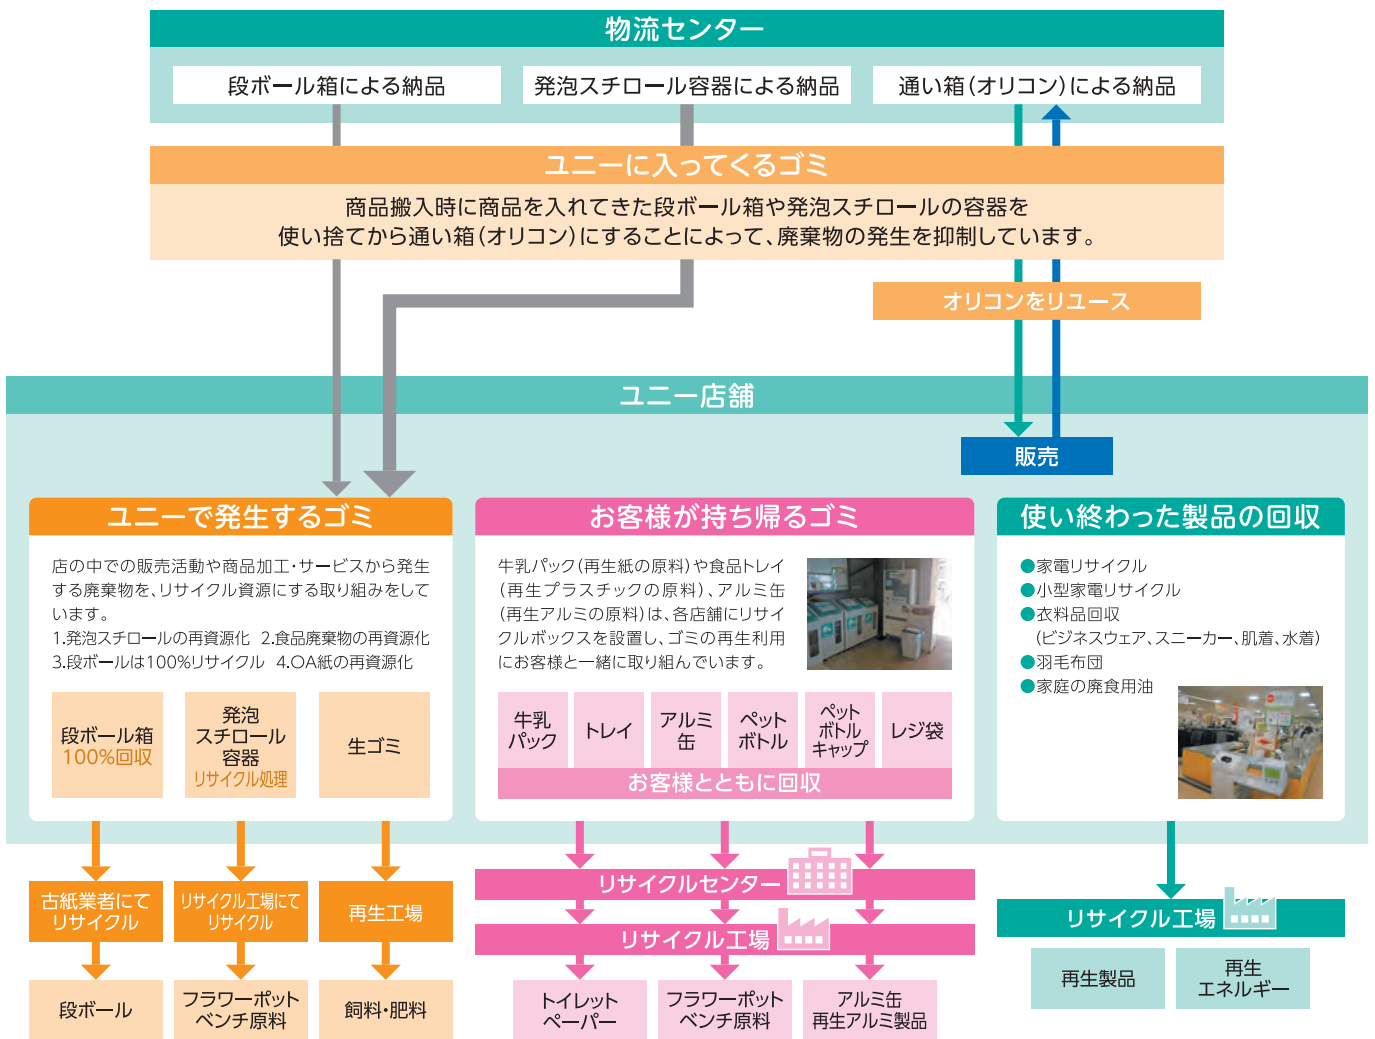 物流センター
段ボール箱による納品
発泡スチロール容器による納品
通い箱（オリコン）による納品
ユニーに入ってくるゴミ
商品搬入時に商品を入れてきた段ボール箱や発泡スチロールの容器を
使い捨てから通い箱（オリコン）にすることによって、廃棄物の発生を抑制しています。
オリコンをリユース
ユニー店舗
販売
ユニーで発生するゴミ
店の中での販売活動や商品加工・サービスから発生
する廃棄物を、リサイクル資源にする取り組みをして
います。
1.発泡スチロールの再資源化 2.食品廃棄物の再資源化
3.段ボールは100%リサイクル 4.OA紙の再資源化
段ボール箱
100%回収
発泡
スチロール
容器
リサイクル処理
生ゴミ
古紙業者にて
リサイクル
リサイクル工場にて
リサイクル
再生工場
段ボール
フラワーポット
ベンチ原料
飼料・肥料
お客様が持ち帰るゴミ
牛乳パック（再生紙の原料）や食品トレイ
（再生プラスチックの原料）、アルミ缶
（再生アルミの原料）は、各店舗にリサイ
クルボックスを設置し、ゴミの再生利用
にお客様と一緒に取り組んでいます。
牛乳
パック
トレイ
アルミ
缶
ペット
ボトル
ペット
ボトル
キャップ
レジ袋
お客様とともに回収
リサイクルセンター
リサイクル工場
トイレット
ペーパー
フラワーポット
ベンチ原料
アルミ缶
再生アルミ製品
使い終わった製品の回収
●家電リサイクル
●小型家電リサイクル
●衣料品回収
（ビジネスウェア、スニーカー、肌着、水着）
●羽毛布団
●家庭の廃食用油
リサイクル工場
再生製品
再生
エネルギー